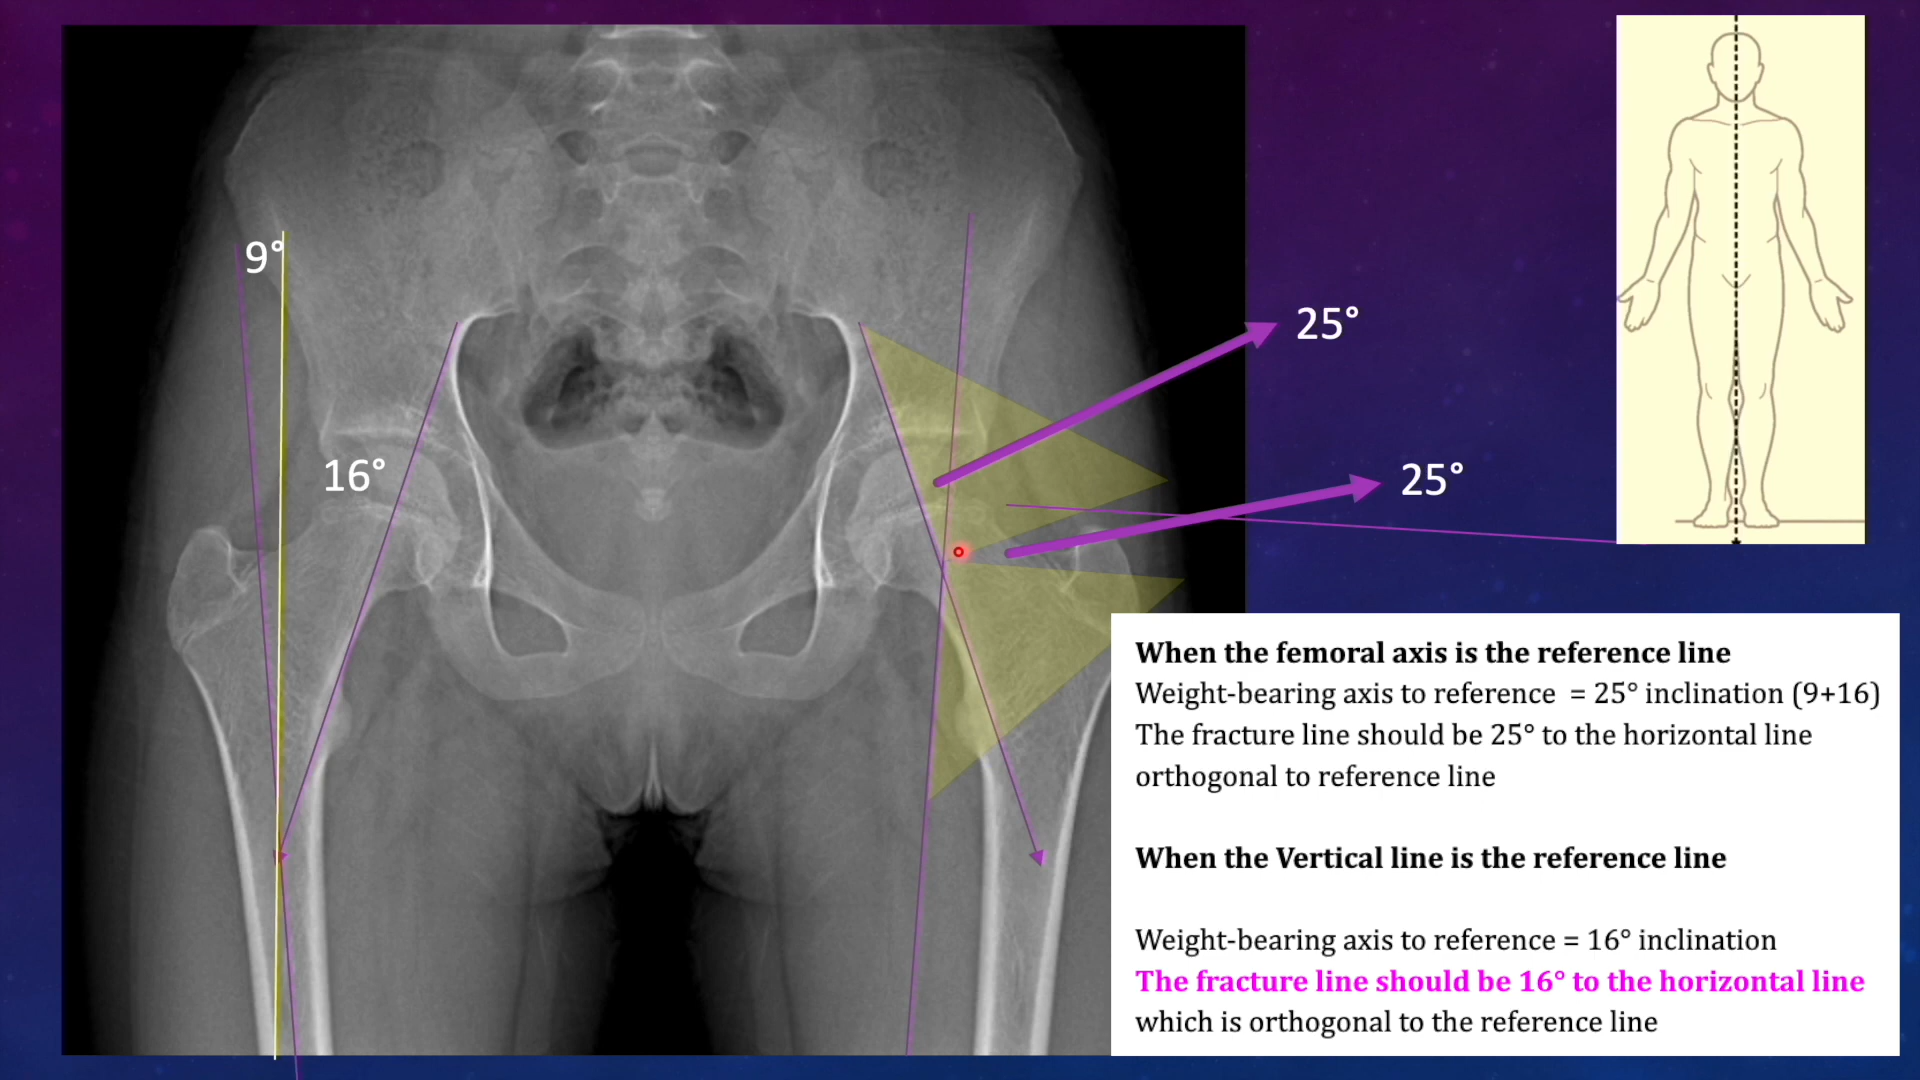 9°
16°
25°
25°
When the femoral axis is the reference line
Weight-bearing axis to reference = 25° inclination (9+16)
The fracture line should be 25° to the horizontal line
orthogonal to reference line
When the Vertical line is the reference line
Weight-bearing axis to reference = 16° inclination
The fracture line should be 16° to the horizontal line
which is orthogonal to the reference line